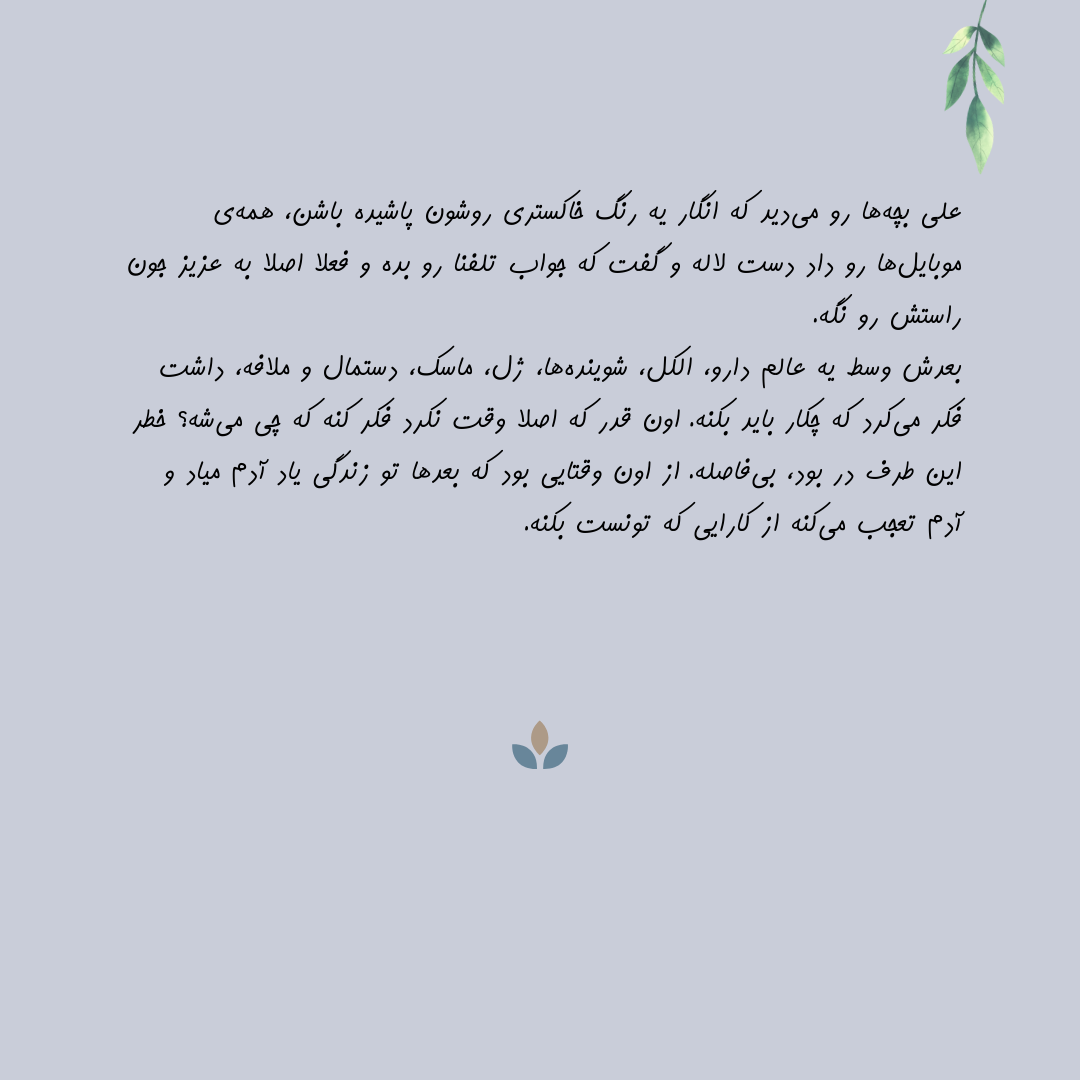 علی بچه‌ها رو می‌دید که انگار یه رنگ خاکستری روشون پاشیده باشن، همه‌ی
موبایل‌ها رو داد دست لاله و گفت که جواب تلفنا رو بده و فعلا اصلا به عزیز جون
راستش رو نگه.
بعدش وسط یه عالم دارو، الکل، شوینده‌ها، ژل، ماسک، دستمال و ملافه، داشت
فکر می‌کرد که چکار باید بکنه. اون قدر که اصلا وقت نکرد فکر کنه که چی می‌شه؟ خطر
این طرف در بود، بی‌فاصله. از اون وقتایی بود که بعدها تو زندگی یاد آدم میاد و
آدم تعجب می‌کنه از کارایی که تونست بکنه.